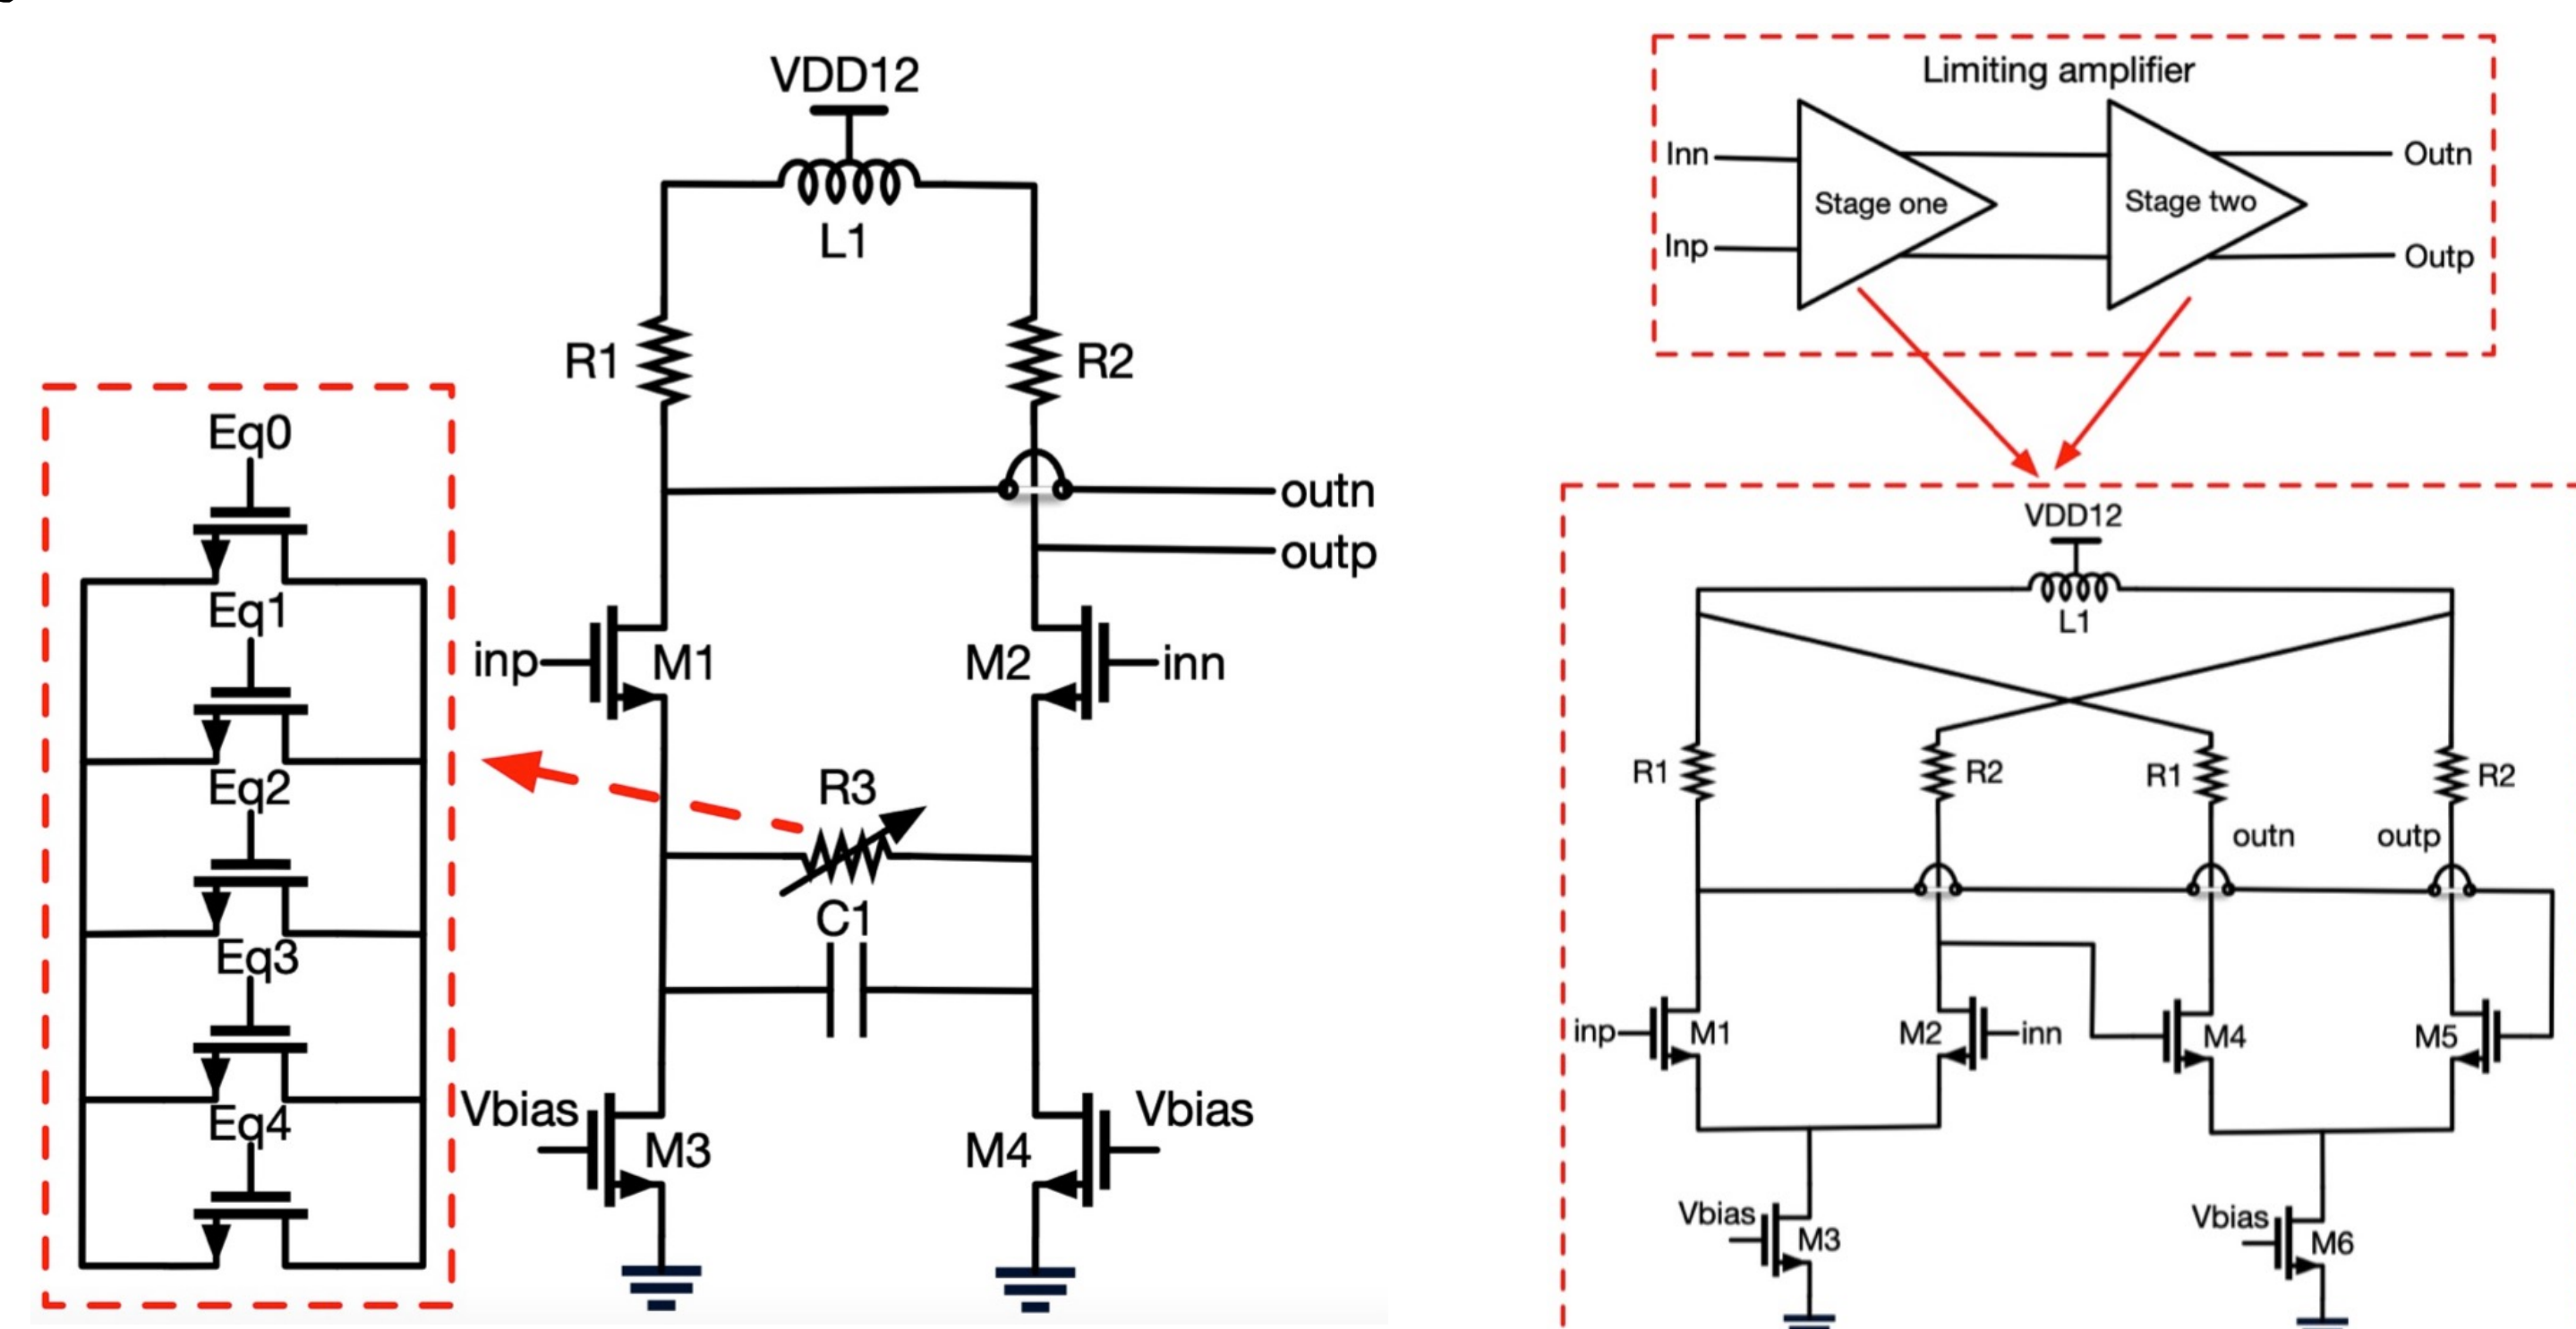 VDD12
L1
R1
R2
outn
outp
inp
M1
M2
inn
R3
C1
Vbias
M3
M4
Vbias
Eq0
Eq1
Eq2
Eq3
Eq4
Limiting amplifier
Inn
Stage one
Stage two
Outn
Inp
Outp
VDD12
L1
R1
R2
R1
R2
outn
outp
inp
M1
M2
inn
M4
M5
Vbias
M3
Vbias
M6